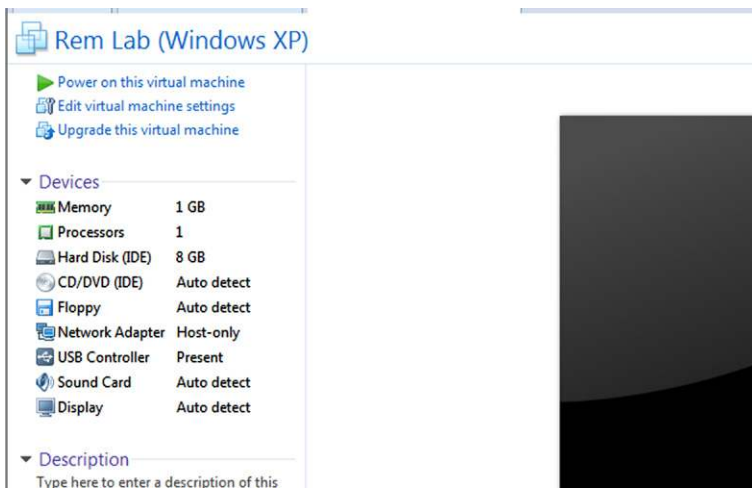 Rem Lab (Windows XP)
Power on this virtual machine
Edit virtual machine settings
Upgrade this virtual machine
Devices
Memory 1 GB
Processors 1
Hard Disk (IDE) 8 GB
CD/DVD (IDE) Auto detect
Floppy Auto detect
Network Adapter Host-only
USB Controller Present
Sound Card Auto detect
Display Auto detect
Description
Type here to enter a description of this